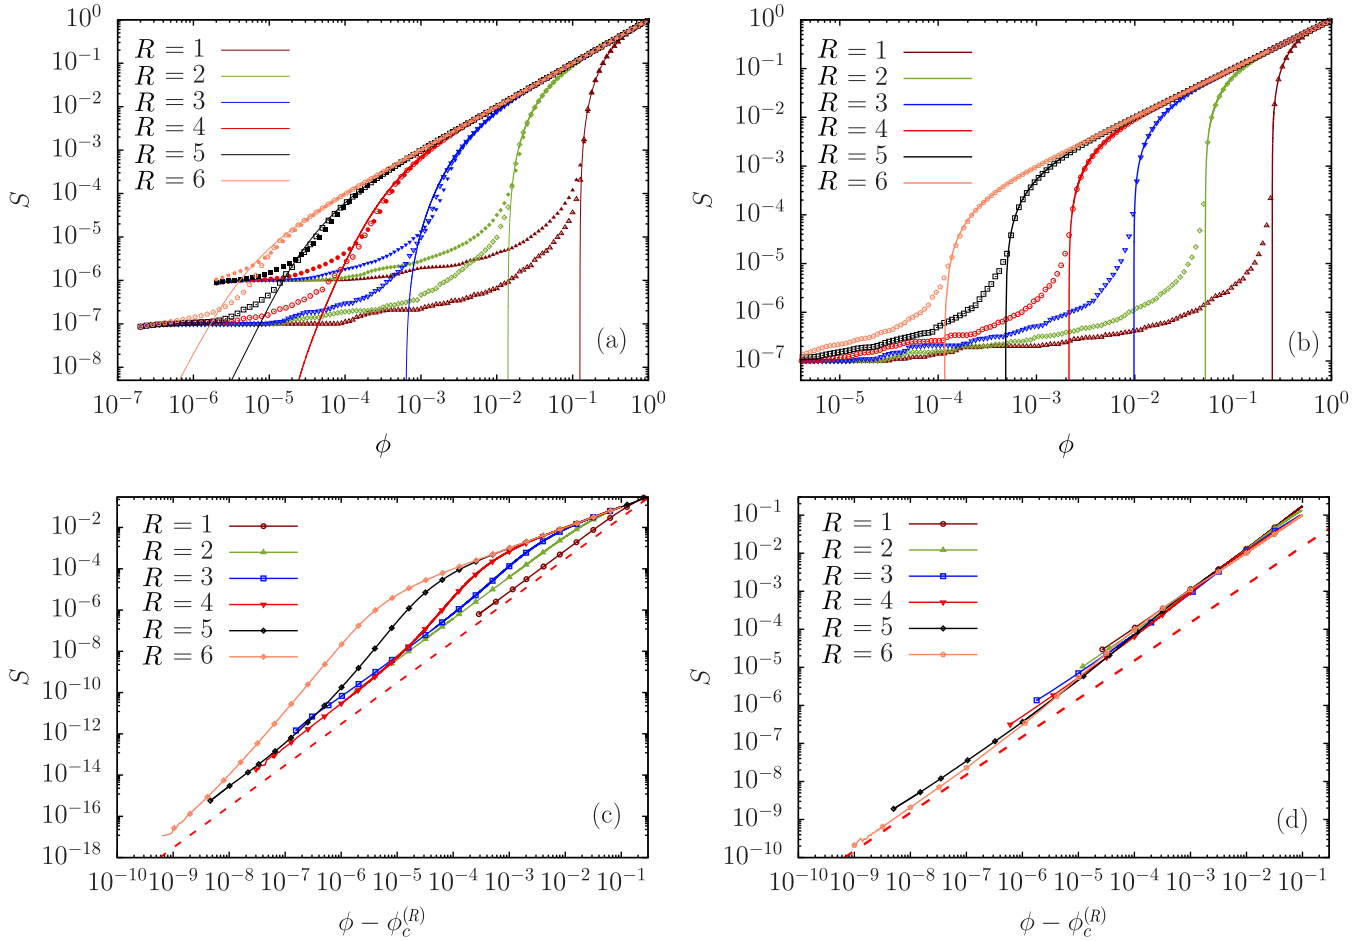 10⁰
10⁻¹
10⁻²
10⁻³
10⁻⁴
10⁻⁵
10⁻⁶
10⁻⁷
10⁻⁸
S
R = 1
R = 2
R = 3
R = 4
R = 5
R = 6
(a)
10⁻⁷ 10⁻⁶ 10⁻⁵ 10⁻⁴ 10⁻³ 10⁻² 10⁻¹ 10⁰
ϕ
10⁰
10⁻¹
10⁻²
10⁻³
10⁻⁴
10⁻⁵
10⁻⁶
10⁻⁷
S
R = 1
R = 2
R = 3
R = 4
R = 5
R = 6
(b)
10⁻⁵ 10⁻⁴ 10⁻³ 10⁻² 10⁻¹ 10⁰
ϕ
10⁻²
10⁻⁴
10⁻⁶
10⁻⁸
10⁻¹⁰
10⁻¹²
10⁻¹⁴
10⁻¹⁶
10⁻¹⁸
S
R = 1
R = 2
R = 3
R = 4
R = 5
R = 6
(c)
10⁻¹⁰ 10⁻⁹ 10⁻⁸ 10⁻⁷ 10⁻⁶ 10⁻⁵ 10⁻⁴ 10⁻³ 10⁻² 10⁻¹
ϕ − ϕ_c^(R)
10⁻¹
10⁻²
10⁻³
10⁻⁴
10⁻⁵
10⁻⁶
10⁻⁷
10⁻⁸
10⁻⁹
10⁻¹⁰
S
R = 1
R = 2
R = 3
R = 4
R = 5
R = 6
(d)
10⁻¹⁰ 10⁻⁹ 10⁻⁸ 10⁻⁷ 10⁻⁶ 10⁻⁵ 10⁻⁴ 10⁻³ 10⁻² 10⁻¹
ϕ − ϕ_c^(R)